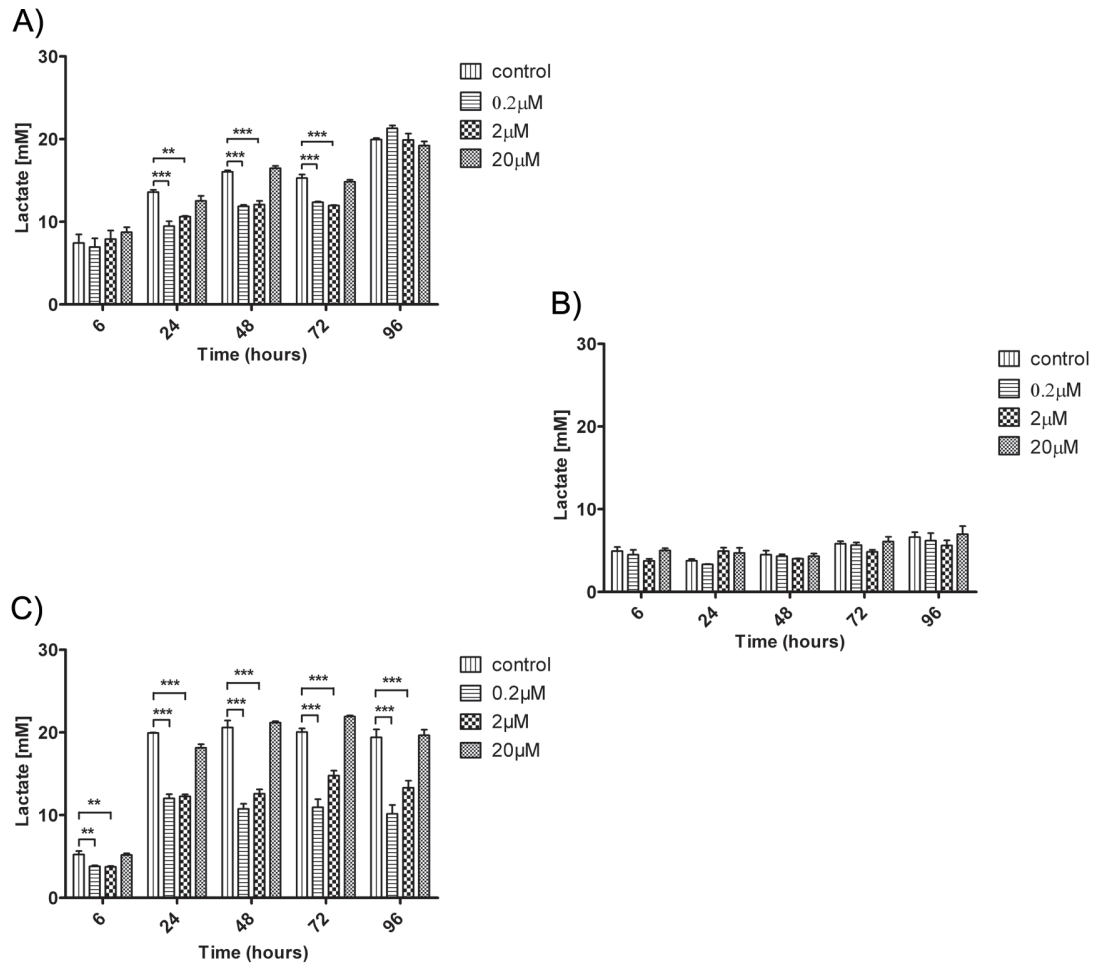 A)
30
20
10
0
Lactate [mM]
** *** *** ***
*** *** ***
6 24 48 72 96
Time (hours)
control
0.2μM
2μM
20μM
B)
30
20
10
0
Lactate [mM]
6 24 48 72 96
Time (hours)
control
0.2μM
2μM
20μM
C)
30
20
10
0
Lactate [mM]
** *** *** *** ***
** *** *** *** ***
6 24 48 72 96
Time (hours)
control
0.2µM
2µM
20µM